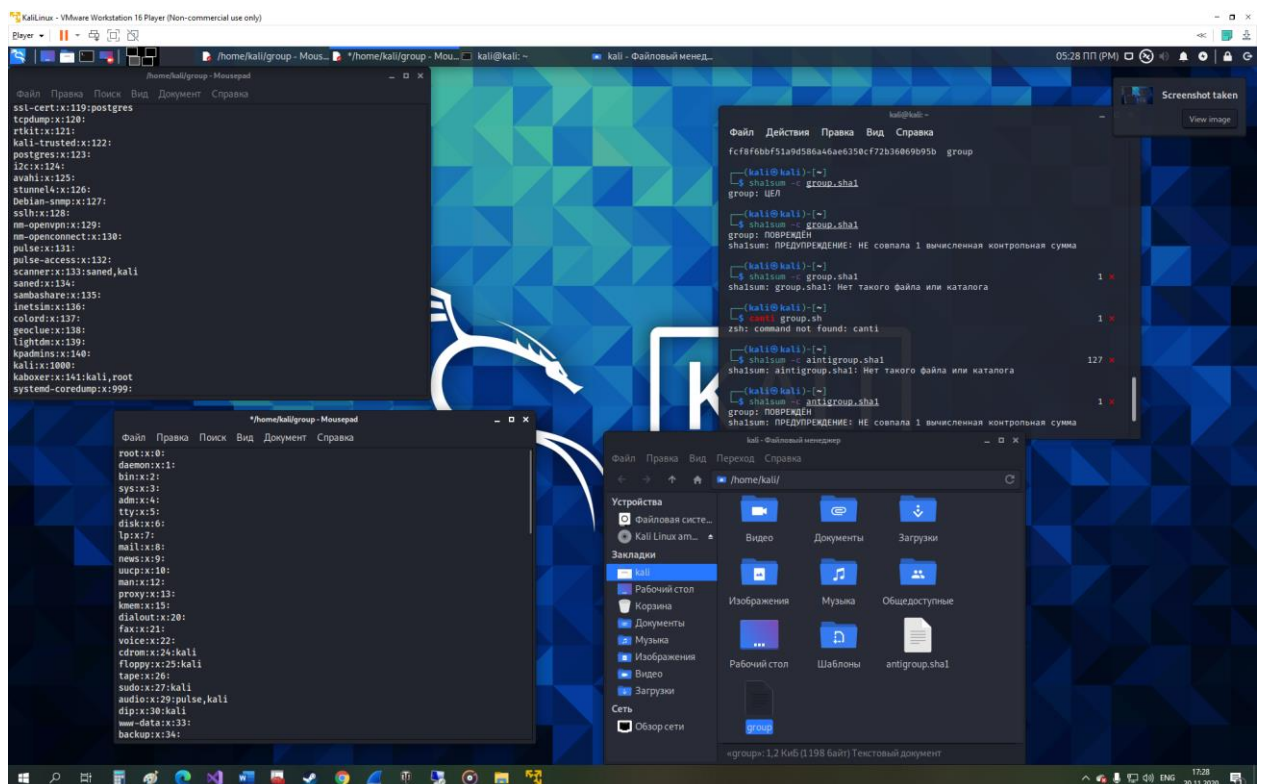 KaliLinux - VMware Workstation 16 Player (Non-commercial use only)
Player
/home/kali/group - Mous...
*/home/kali/group - Mou...
kali@kali: ~
kali - Файловый менед...
05:28 ПП (PM)
/home/kali/group - Mousepad
Файл Правка Поиск Вид Документ Справка
ssl-cert:x:119:postgres
tcpdump:x:120:
rtkit:x:121:
kali-trusted:x:122:
postgres:x:123:
i2c:x:124:
avahi:x:125:
stunnel4:x:126:
Debian-snmp:x:127:
sslh:x:128:
nm-openvpn:x:129:
nm-openconnect:x:130:
pulse:x:131:
pulse-access:x:132:
scanner:x:133:saned,kali
saned:x:134:
sambashare:x:135:
inetsim:x:136:
colord:x:137:
geoclue:x:138:
lightdm:x:139:
kpadmins:x:140:
kali:x:1000:
kaboxer:x:141:kali,root
systemd-coredump:x:999:
Screenshot taken
View image
kali@kali: ~
Файл Действия Правка Вид Справка
fcf8f6bbf51a9d586a46ae6350cf72b36069b95b group
(kali㉿kali)-[~]
$ sha1sum -c group.sha1
group: ЦЕЛ
(kali㉿kali)-[~]
$ sha1sum -c group.sha1
group: ПОВРЕЖДЁН
sha1sum: ПРЕДУПРЕЖДЕНИЕ: НЕ совпала 1 вычисленная контрольная сумма
(kali㉿kali)-[~]
$ sha1sum -c group.sha1 1
sha1sum: group.sha1: Нет такого файла или каталога
(kali㉿kali)-[~]
$ canti group.sh 1
zsh: command not found: canti
(kali㉿kali)-[~]
$ sha1sum -c aintigroup.sha1 127
sha1sum: aintigroup.sha1: Нет такого файла или каталога
(kali㉿kali)-[~]
$ sha1sum -c antigroup.sha1 1
group: ПОВРЕЖДЁН
sha1sum: ПРЕДУПРЕЖДЕНИЕ: НЕ совпала 1 вычисленная контрольная сумма
*/home/kali/group - Mousepad
Файл Правка Поиск Вид Документ Справка
root:x:0:
daemon:x:1:
bin:x:2:
sys:x:3:
adm:x:4:
tty:x:5:
disk:x:6:
lp:x:7:
mail:x:8:
news:x:9:
uucp:x:10:
man:x:12:
proxy:x:13:
kmem:x:15:
dialout:x:20:
fax:x:21:
voice:x:22:
cdrom:x:24:kali
floppy:x:25:kali
tape:x:26:
sudo:x:27:kali
audio:x:29:pulse,kali
dip:x:30:kali
www-data:x:33:
backup:x:34:
kali - Файловый менеджер
Файл Правка Вид Переход Справка
/home/kali/
Устройства
Файловая систе...
Kali Linux am...
Закладки
kali
Рабочий стол
Корзина
Документы
Музыка
Изображения
Видео
Загрузки
Сеть
Обзор сети
Видео Документы Загрузки
Изображения Музыка Общедоступные
Рабочий стол Шаблоны antigroup.sha1
group
«group»: 1,2 КиБ (1198 байт) Текстовый документ
ENG
17:28
30.11.2020